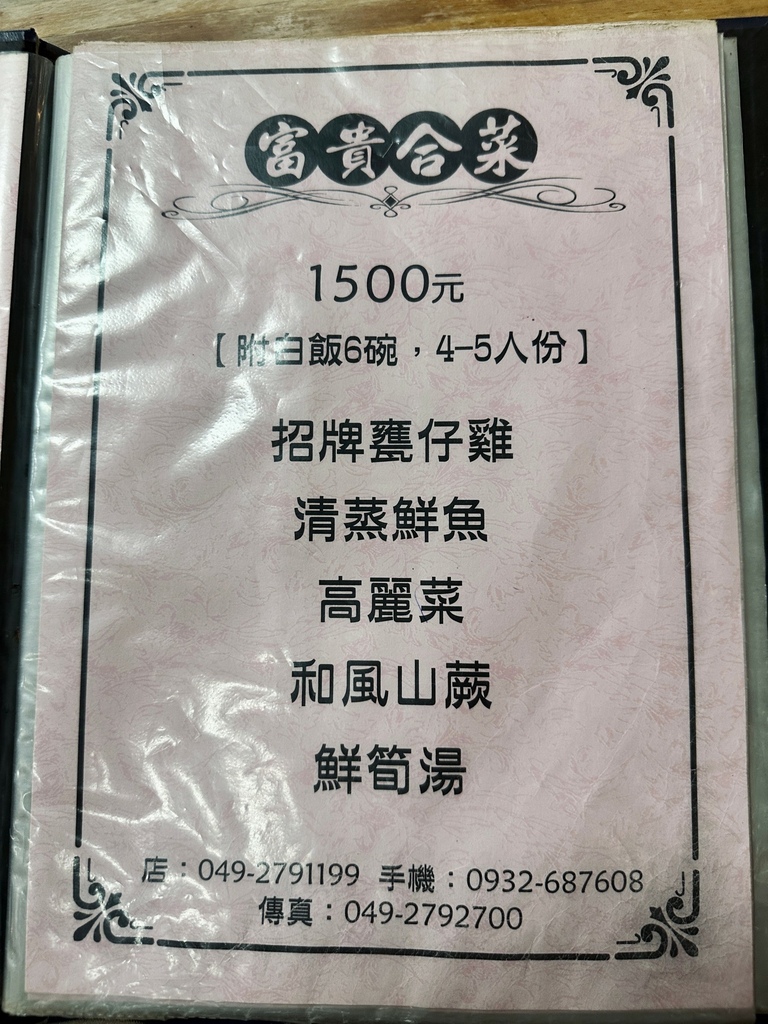 富貴合菜
1500元
【附白飯6碗，4-5人份】
招牌甕仔雞
清蒸鮮魚
高麗菜
和風山蕨
鮮筍湯
店：049-2791199 手機：0932-687608
傳真：049-2792700